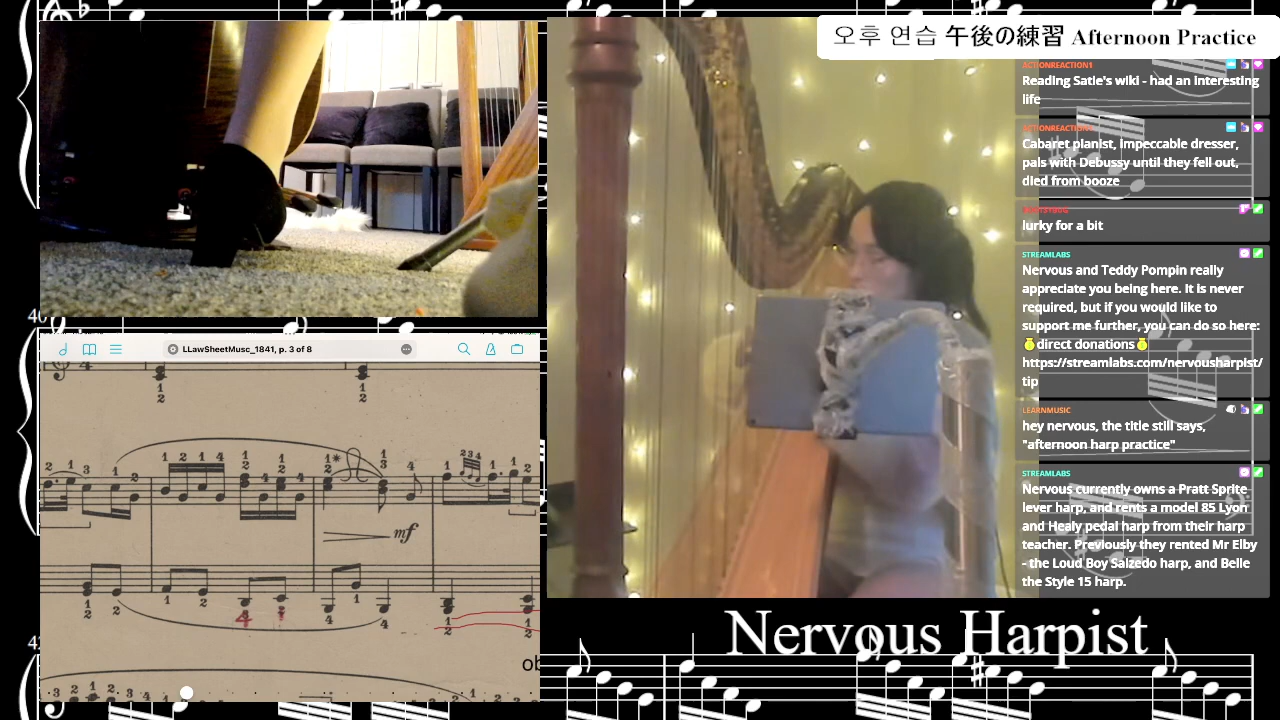 오후 연습 午後の練習 Afternoon Practice
ACTIONREACTION1
Reading Satie's wiki - had an interesting
life
ACTIONREACTION1
Cabaret pianist, impeccable dresser,
pals with Debussy until they fell out,
died from booze
lurky for a bit
STREAMLABS
Nervous and Teddy Pompin really
appreciate you being here. It is never
required, but if you would like to
support me further, you can do so here:
💰direct donations💰
https://streamlabs.com/nervousharpist/
tip
LEARNMUSIC
hey nervous, the title still says,
"afternoon harp practice"
STREAMLABS
Nervous currently owns a Pratt Sprite
lever harp, and rents a model 85 Lyon
and Healy pedal harp from their harp
teacher. Previously they rented Mr Elby
- the Loud Boy Salzedo harp, and Belle
the Style 15 harp.
LLawSheetMusc_1841, p. 3 of 8
mf
Nervous Harpist